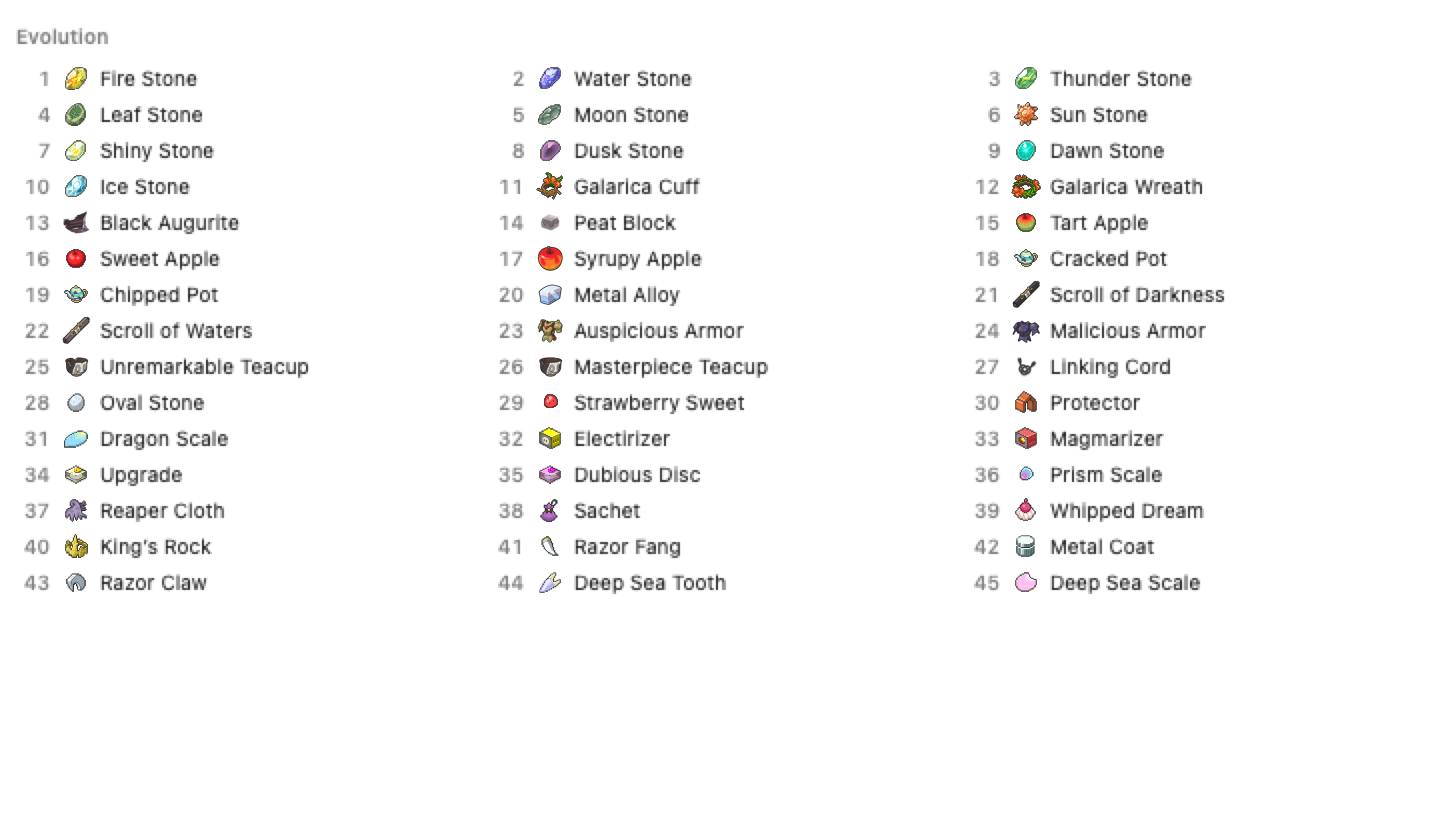 Evolution
1 Fire Stone 2 Water Stone 3 Thunder Stone
4 Leaf Stone 5 Moon Stone 6 Sun Stone
7 Shiny Stone 8 Dusk Stone 9 Dawn Stone
10 Ice Stone 11 Galarica Cuff 12 Galarica Wreath
13 Black Augurite 14 Peat Block 15 Tart Apple
16 Sweet Apple 17 Syrupy Apple 18 Cracked Pot
19 Chipped Pot 20 Metal Alloy 21 Scroll of Darkness
22 Scroll of Waters 23 Auspicious Armor 24 Malicious Armor
25 Unremarkable Teacup 26 Masterpiece Teacup 27 Linking Cord
28 Oval Stone 29 Strawberry Sweet 30 Protector
31 Dragon Scale 32 Electirizer 33 Magmarizer
34 Upgrade 35 Dubious Disc 36 Prism Scale
37 Reaper Cloth 38 Sachet 39 Whipped Dream
40 King's Rock 41 Razor Fang 42 Metal Coat
43 Razor Claw 44 Deep Sea Tooth 45 Deep Sea Scale